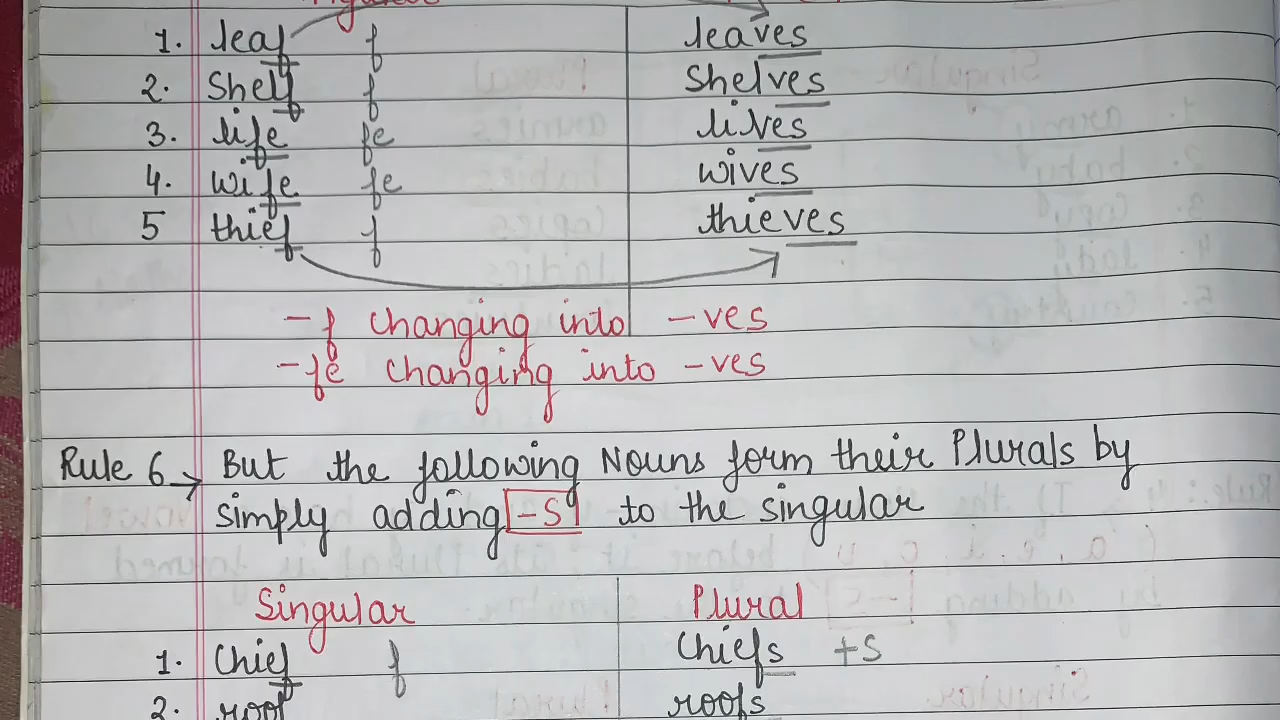 1. leaf f leaves
2. Shelf f Shelves
3. life fe lives
4. wife fe wives
5 thief f thieves
-f changing into -ves
-fe changing into -ves
Rule 6 → But the following Nouns form their Plurals by
simply adding -S to the singular
Singular Plural
1. Chief f Chiefs +S
2. roof roofs